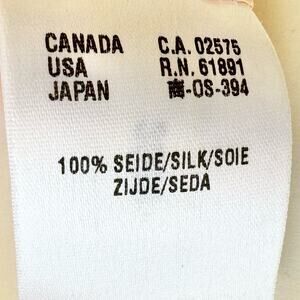 CANADA C.A. 02575
USA R.N. 61891
JAPAN 商-OS-394
100% SEIDE/SILK/SOIE
ZIJDE/SEDA